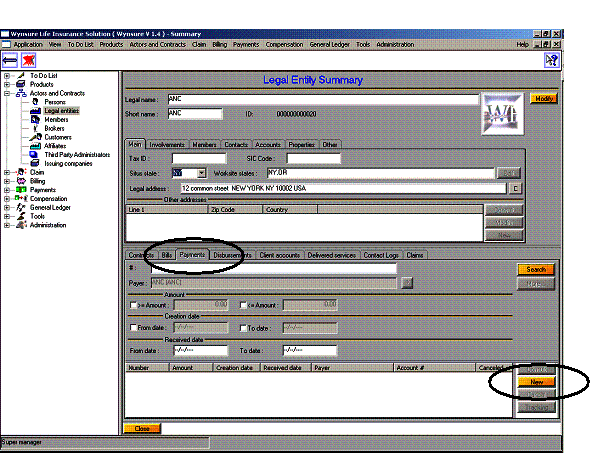 Wynsure Life Insurance Solution ( Wynsure V 1.4 ) - Summary
Application View To Do List Products Actors and Contracts Claim Billing Payments Compensation General Ledger Tools Administration Help
To Do List
Products
Actors and Contracts
Persons
Legal entities
Members
Brokers
Customers
Affiliates
Third Party Administrators
Issuing companies
Claim
Billing
Payments
Compensation
General Ledger
Tools
Administration
Legal Entity Summary
Legal name : ANC Modify
Short name : ANC ID: 000000000020
Main Involvements Members Contacts Accounts Properties Other
Tax ID : SIC Code :
Situs state : NY Worksite states : NY,OR
Legal address : 12 common street NEW YORK NY 10002 USA
Other addresses
Line 1 Zip Code Country
Contracts Bills Payments Disbursements Client accounts Delivered services Contact Logs Claims
# : Search
Payer : ANC (ANC) More...
Amount
>= Amount : 0.00 <= Amount : 0.00
Creation date
From date : -/-/--- To date : -/-/---
Received date
From date : -/-/--- To date : -/-/---
Number Amount Creation date Received date Payer Account # Canceled
New
Tracking
Close
Super manager